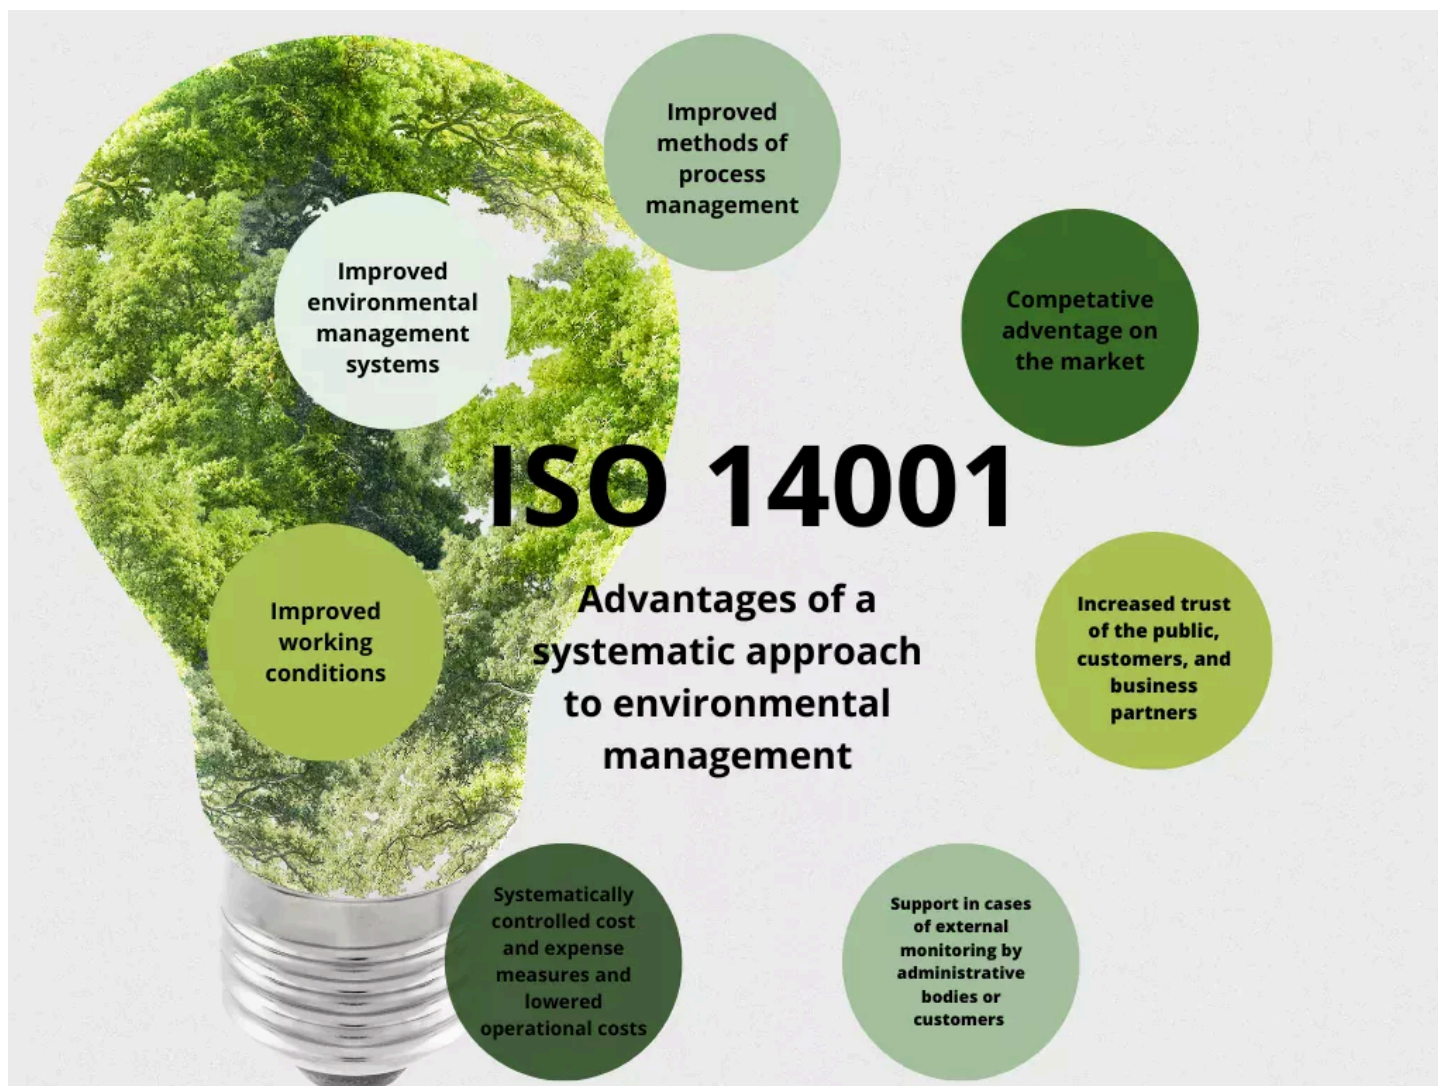 Improved
methods of
process
management
Improved
environmental
management
systems
Competative
adventage on
the market
ISO 14001
Advantages of a
systematic approach
to environmental
management
Improved
working
conditions
Increased trust
of the public,
customers, and
business
partners
Systematically
controlled cost
and expense
measures and
lowered
operational costs
Support in cases
of external
monitoring by
administrative
bodies or
customers